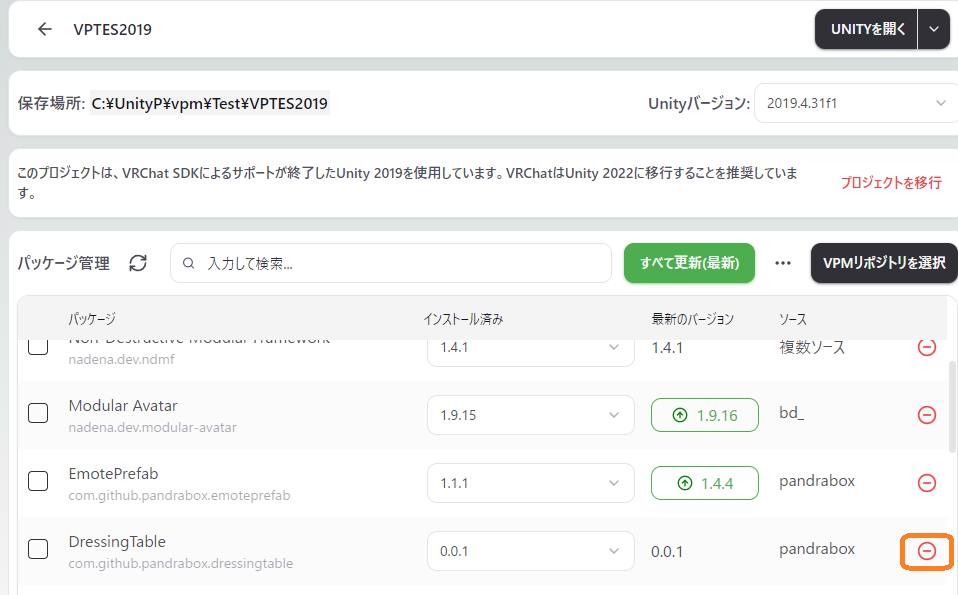 VPTES2019
UNITYを開く
保存場所: C:¥UnityP¥vpm¥Test¥VPTES2019
Unityバージョン: 2019.4.31f1
このプロジェクトは、VRChat SDKによるサポートが終了したUnity 2019を使用しています。VRChatはUnity 2022に移行することを推奨していま
す。
プロジェクトを移行
パッケージ管理
入力して検索...
すべて更新(最新)
VPMリポジトリを選択
パッケージ インストール済み 最新のバージョン ソース
Non-Destructive Modular Framework
nadena.dev.ndmf
1.4.1
1.4.1
複数ソース
Modular Avatar
nadena.dev.modular-avatar
1.9.15
1.9.16
bd_
EmotePrefab
com.github.pandrabox.emoteprefab
1.1.1
1.4.4
pandrabox
DressingTable
com.github.pandrabox.dressingtable
0.0.1
0.0.1
pandrabox